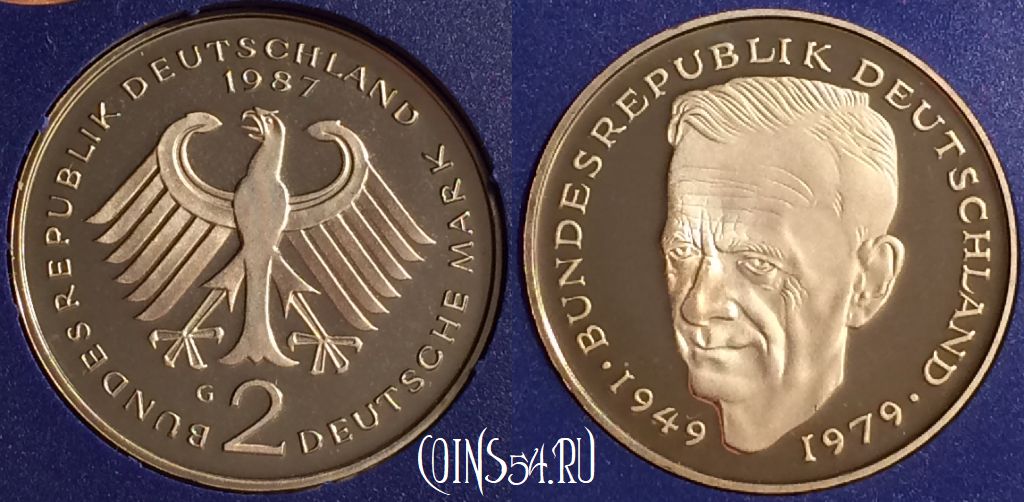 BUNDESREPUBLIK DEUTSCHLAND
1987
G
2
DEUTSCHE MARK
BUNDESREPUBLIK DEUTSCHLAND
1949 · 1979 ·
COINS54.RU